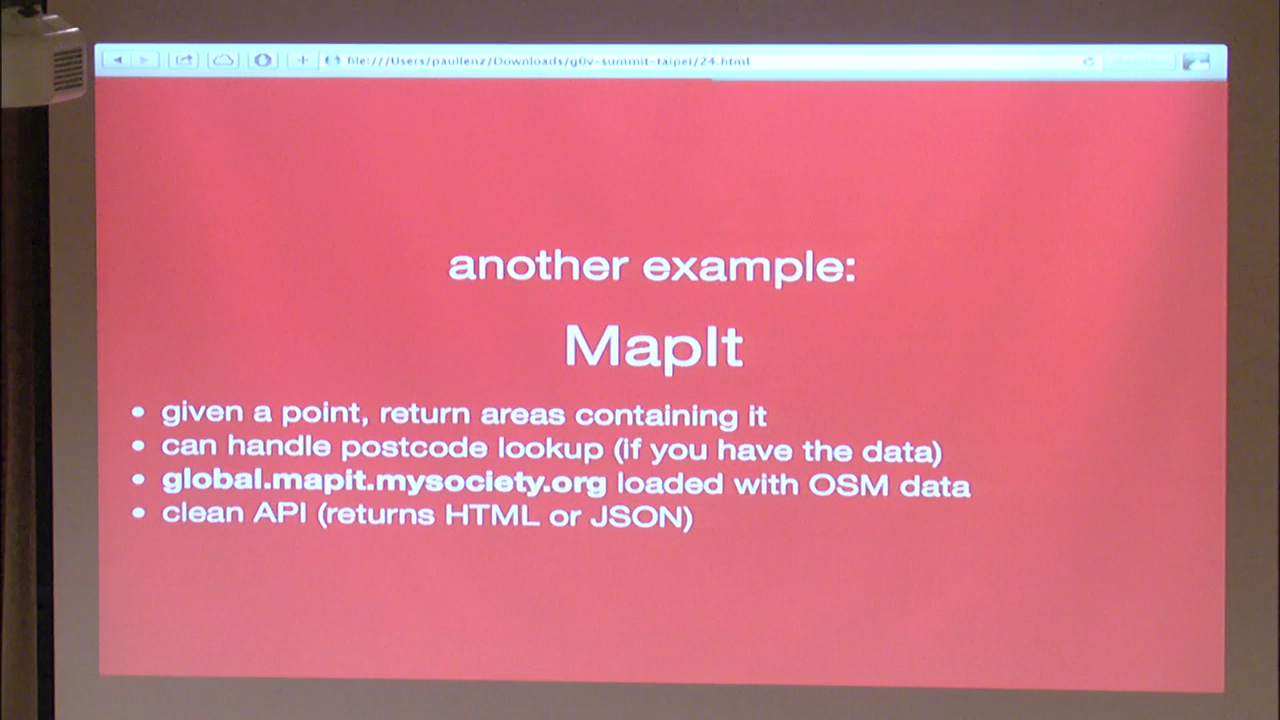 file:///Users/paullenz/Downloads/g0v-summit-taipei/24.html
another example:
MapIt
• given a point, return areas containing it
• can handle postcode lookup (if you have the data)
• global.mapit.mysociety.org loaded with OSM data
• clean API (returns HTML or JSON)